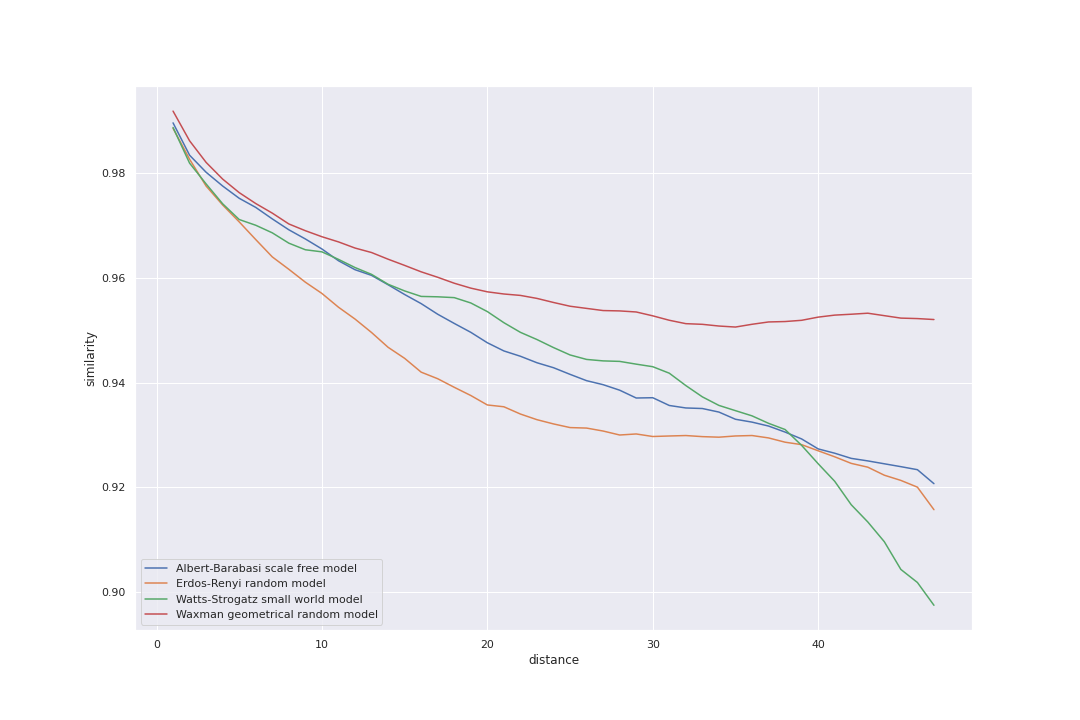 0.98
0.96
0.94
0.92
0.90
similarity
Albert-Barabasi scale free model
Erdos-Renyi random model
Watts-Strogatz small world model
Waxman geometrical random model
0 10 20 30 40
distance